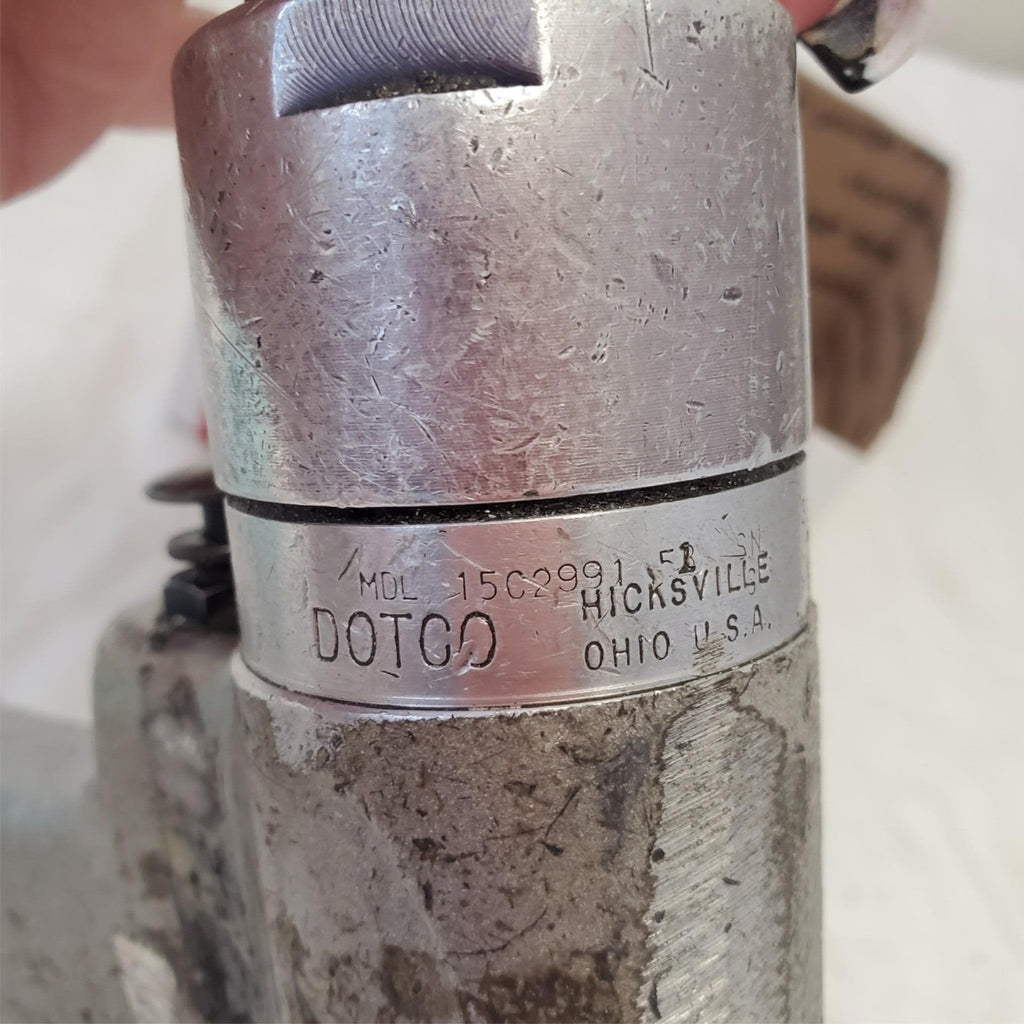 MDL 15C2991 SN
DOTCO
HICKSVILLE
OHIO U.S.A.